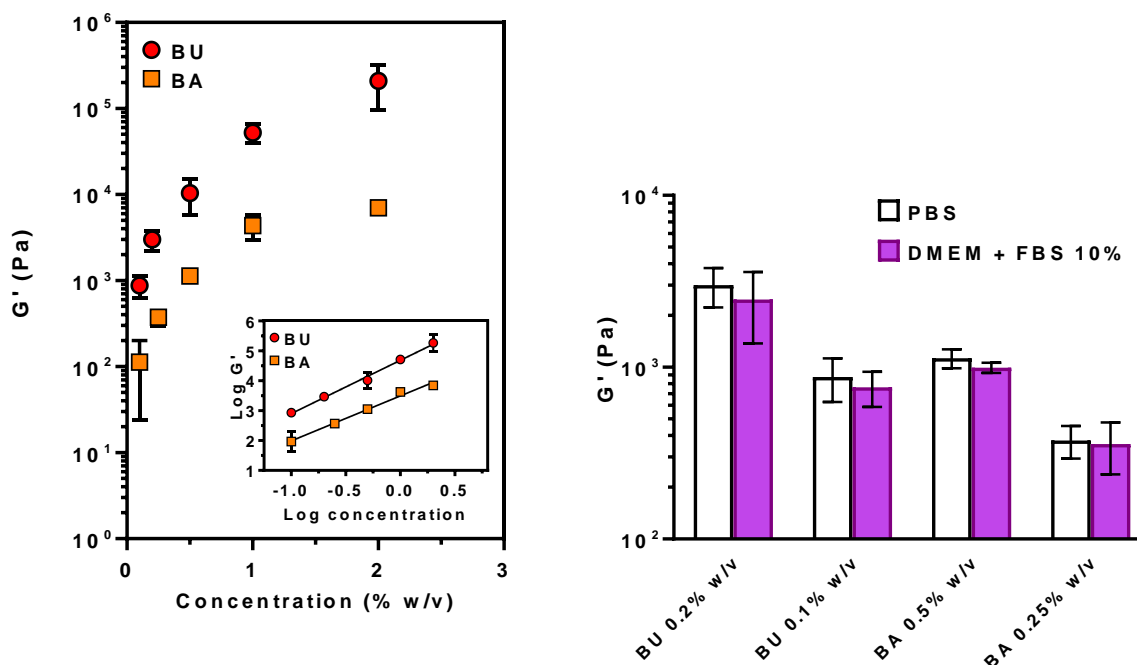 BU
BA
10^6
10^5
10^4
10^3
10^2
10^1
10^0
G' (Pa)
0 1 2 3
Concentration (% w/v)
BU
BA
6
5
4
3
2
1
Log G'
-1.0 -0.5 0.0 0.5
Log concentration
PBS
DMEM + FBS 10%
10^4
10^3
10^2
G' (Pa)
BU 0.2% w/v
BU 0.1% w/v
BA 0.5% w/v
BA 0.25% w/v